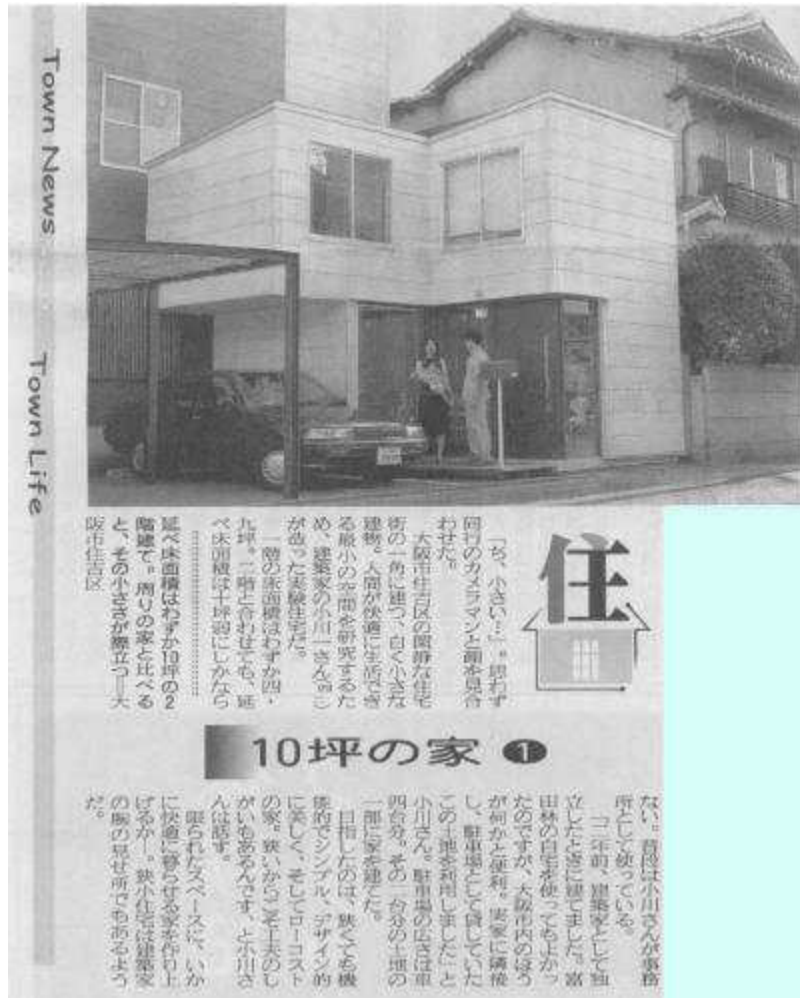 Town News
Town Life
住
「ち、小さい…」。思わず
同行のカメラマンと顔を見合
わせた。
大阪市住吉区の閑静な住宅
街の一角に建つ、白く小さな
建物。人間が快適に生活でき
る最小の空間を研究するた
め、建築家の小川一さん
が造った実験住宅だ。
一階の床面積はわずか四・
九坪。二階と合わせても、延
べ床面積は十坪弱にしかなら
延べ床面積はわずか10坪の2
階建て。周りの家と比べる
と、その小ささが際立つ＝大
阪市住吉区
10坪の家 ❶
ない。普段は小川さんが事務
所として使っている。
「二年前、建築家として独
立したときに建てました。富
田林の自宅を使ってもよかっ
たのですが、大阪市内のほう
が何かと便利。実家に隣接
し、駐車場として貸していた
この土地を利用しました」と
小川さん。駐車場の広さは車
四台分。その一台分の土地の
一部に家を建てた。
目指したのは、狭くても機
能的でシンプル、デザイン的
に美しく、そしてローコスト
の家。狭いからこそ工夫のし
がいもあるんです、と小川さ
んは話す。
限られたスペースに、いか
に快適に暮らせる家を作り上
げるか―。狭小住宅は建築家
の腕の見せ所でもあるよう
だ。